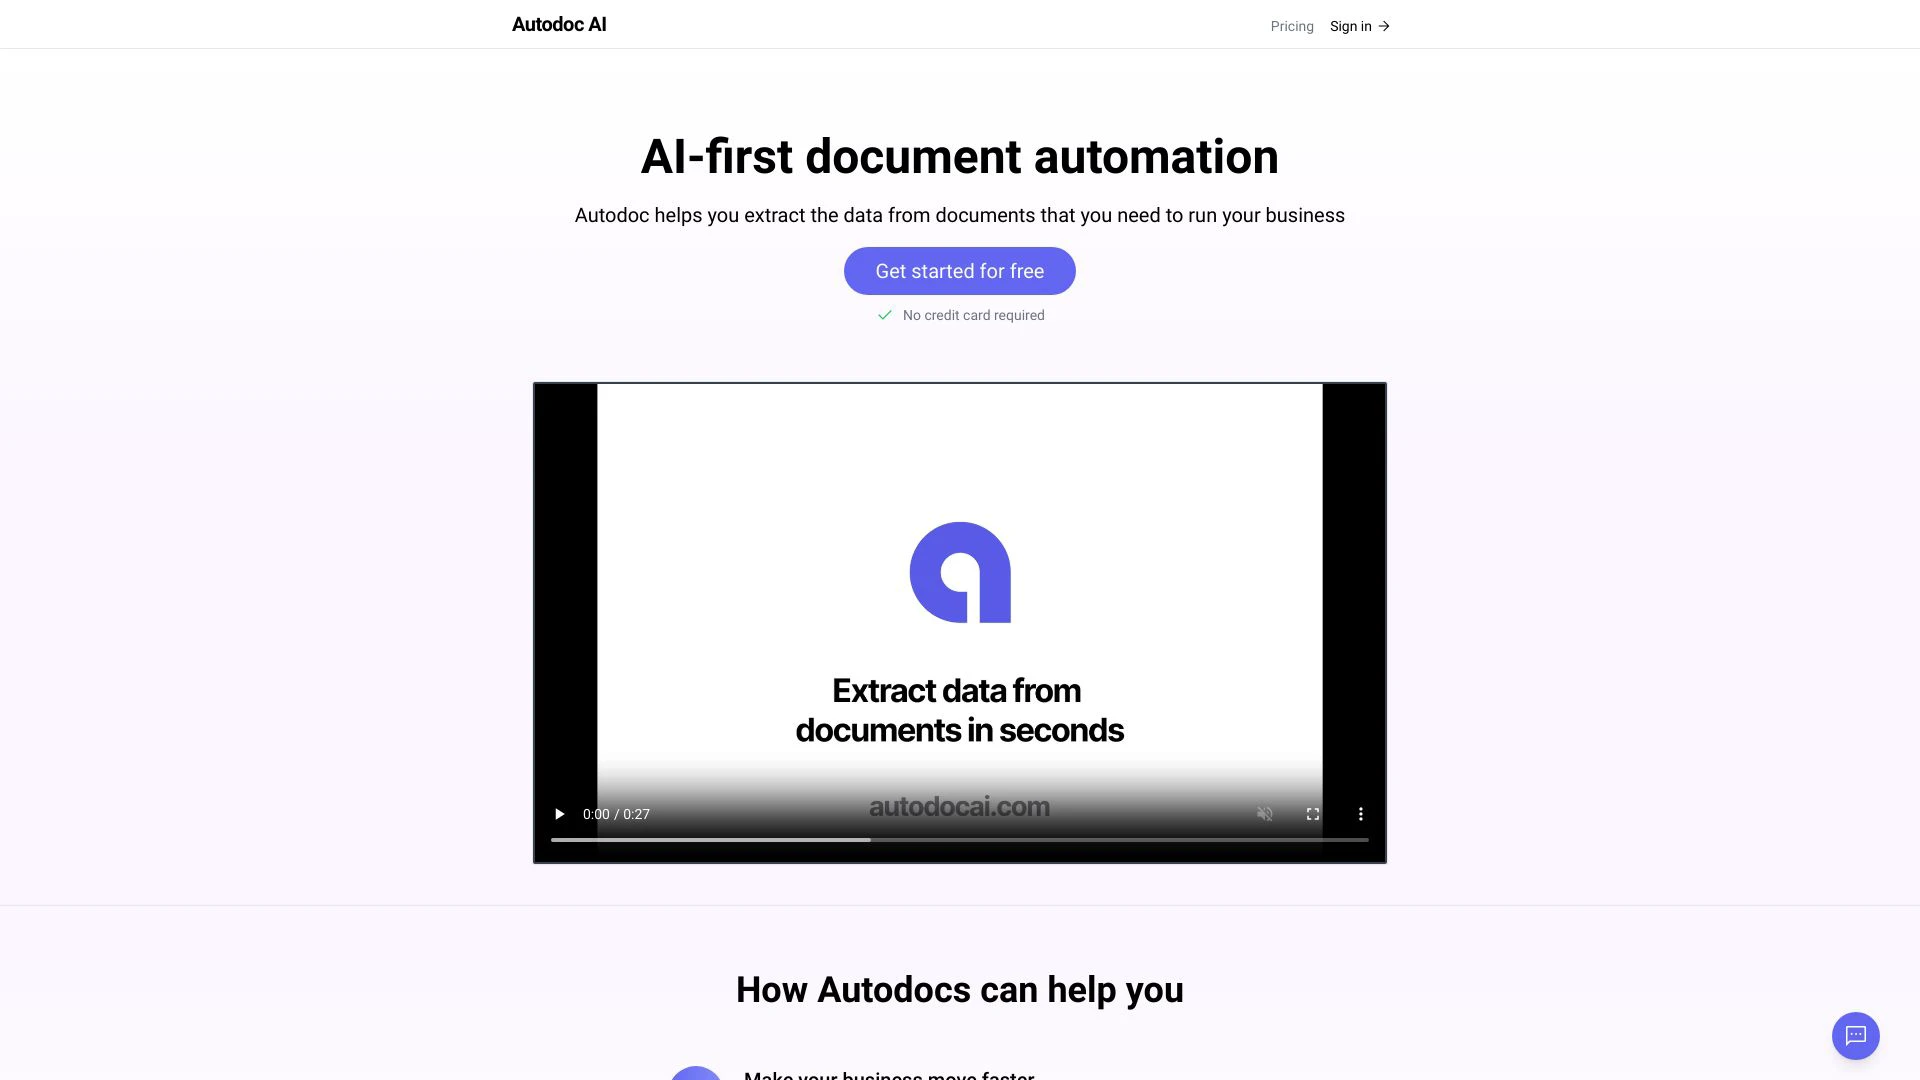 Autodoc AI
Pricing
Sign in →
AI-first document automation
Autodoc helps you extract the data from documents that you need to run your business
Get started for free
No credit card required
Extract data from
documents in seconds
autodocai.com
0:00 / 0:27
How Autodocs can help you
Make your business move faster